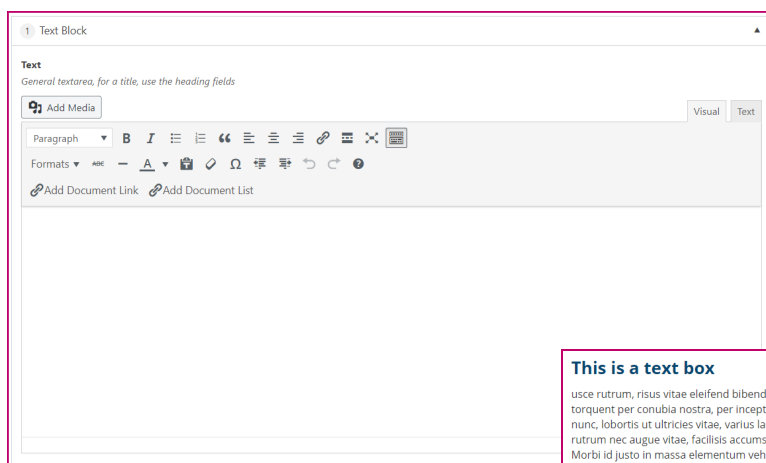 1 Text Block
Text
General textarea, for a title, use the heading fields
Add Media
Visual Text
Paragraph B I
Formats ABC A Ω
Add Document Link Add Document List
This is a text box
usce rutrum, risus vitae eleifend bibend
torquent per conubia nostra, per incept
nunc, lobortis ut ultricies vitae, varius la
rutrum nec augue vitae, facilisis accums
Morbi id justo in massa elementum veh